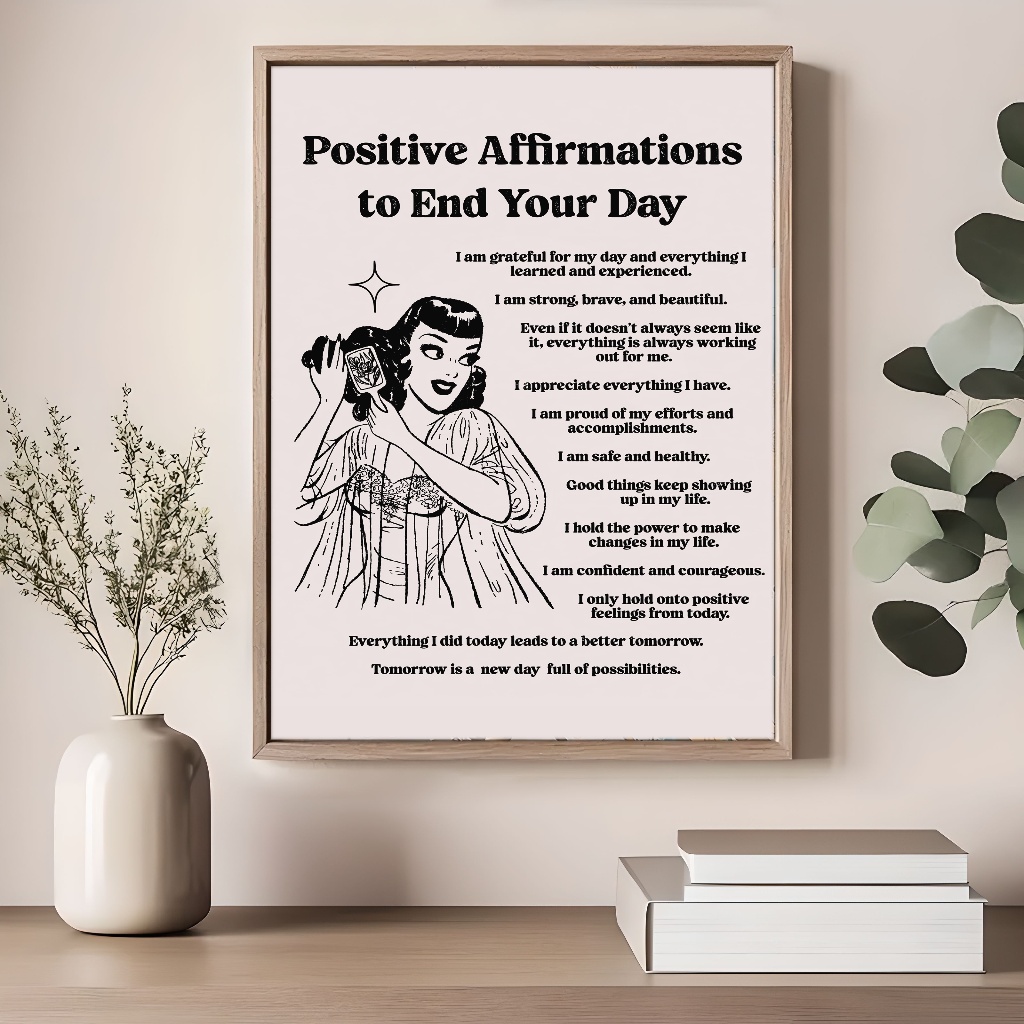 Positive Affirmations
to End Your Day
I am grateful for my day and everything I
learned and experienced.
I am strong, brave, and beautiful.
Even if it doesn't always seem like
it, everything is always working
out for me.
I appreciate everything I have.
I am proud of my efforts and
accomplishments.
I am safe and healthy.
Good things keep showing
up in my life.
I hold the power to make
changes in my life.
I am confident and courageous.
I only hold onto positive
feelings from today.
Everything I did today leads to a better tomorrow.
Tomorrow is a new day full of possibilities.